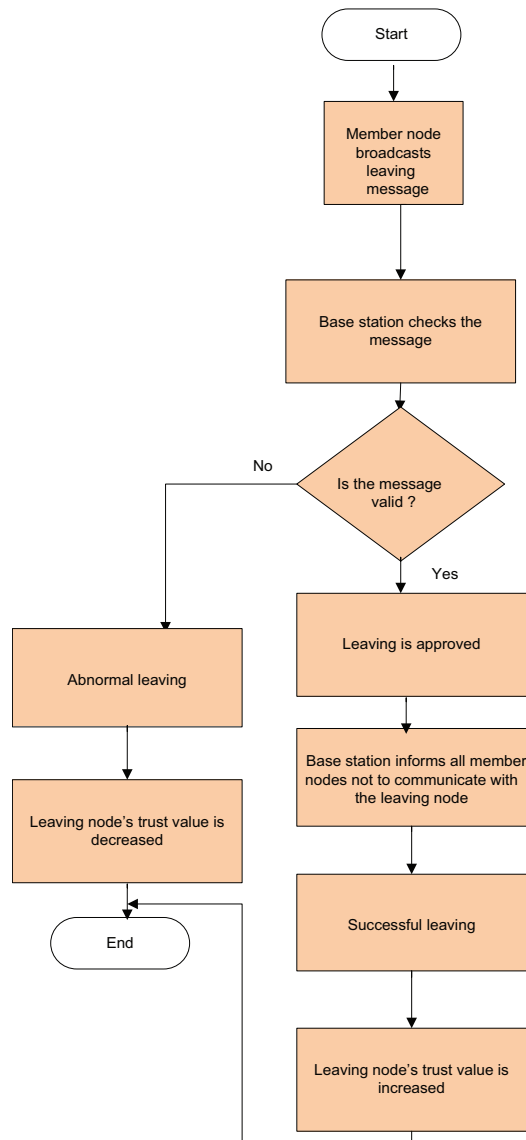 Start
Member node
broadcasts
leaving
message
Base station checks the
message
No
Is the message
valid ?
Yes
Abnormal leaving
Leaving is approved
Base station informs all member
nodes not to communicate with
the leaving node
Leaving node’s trust value is
decreased
Successful leaving
End
Leaving node’s trust value is
increased